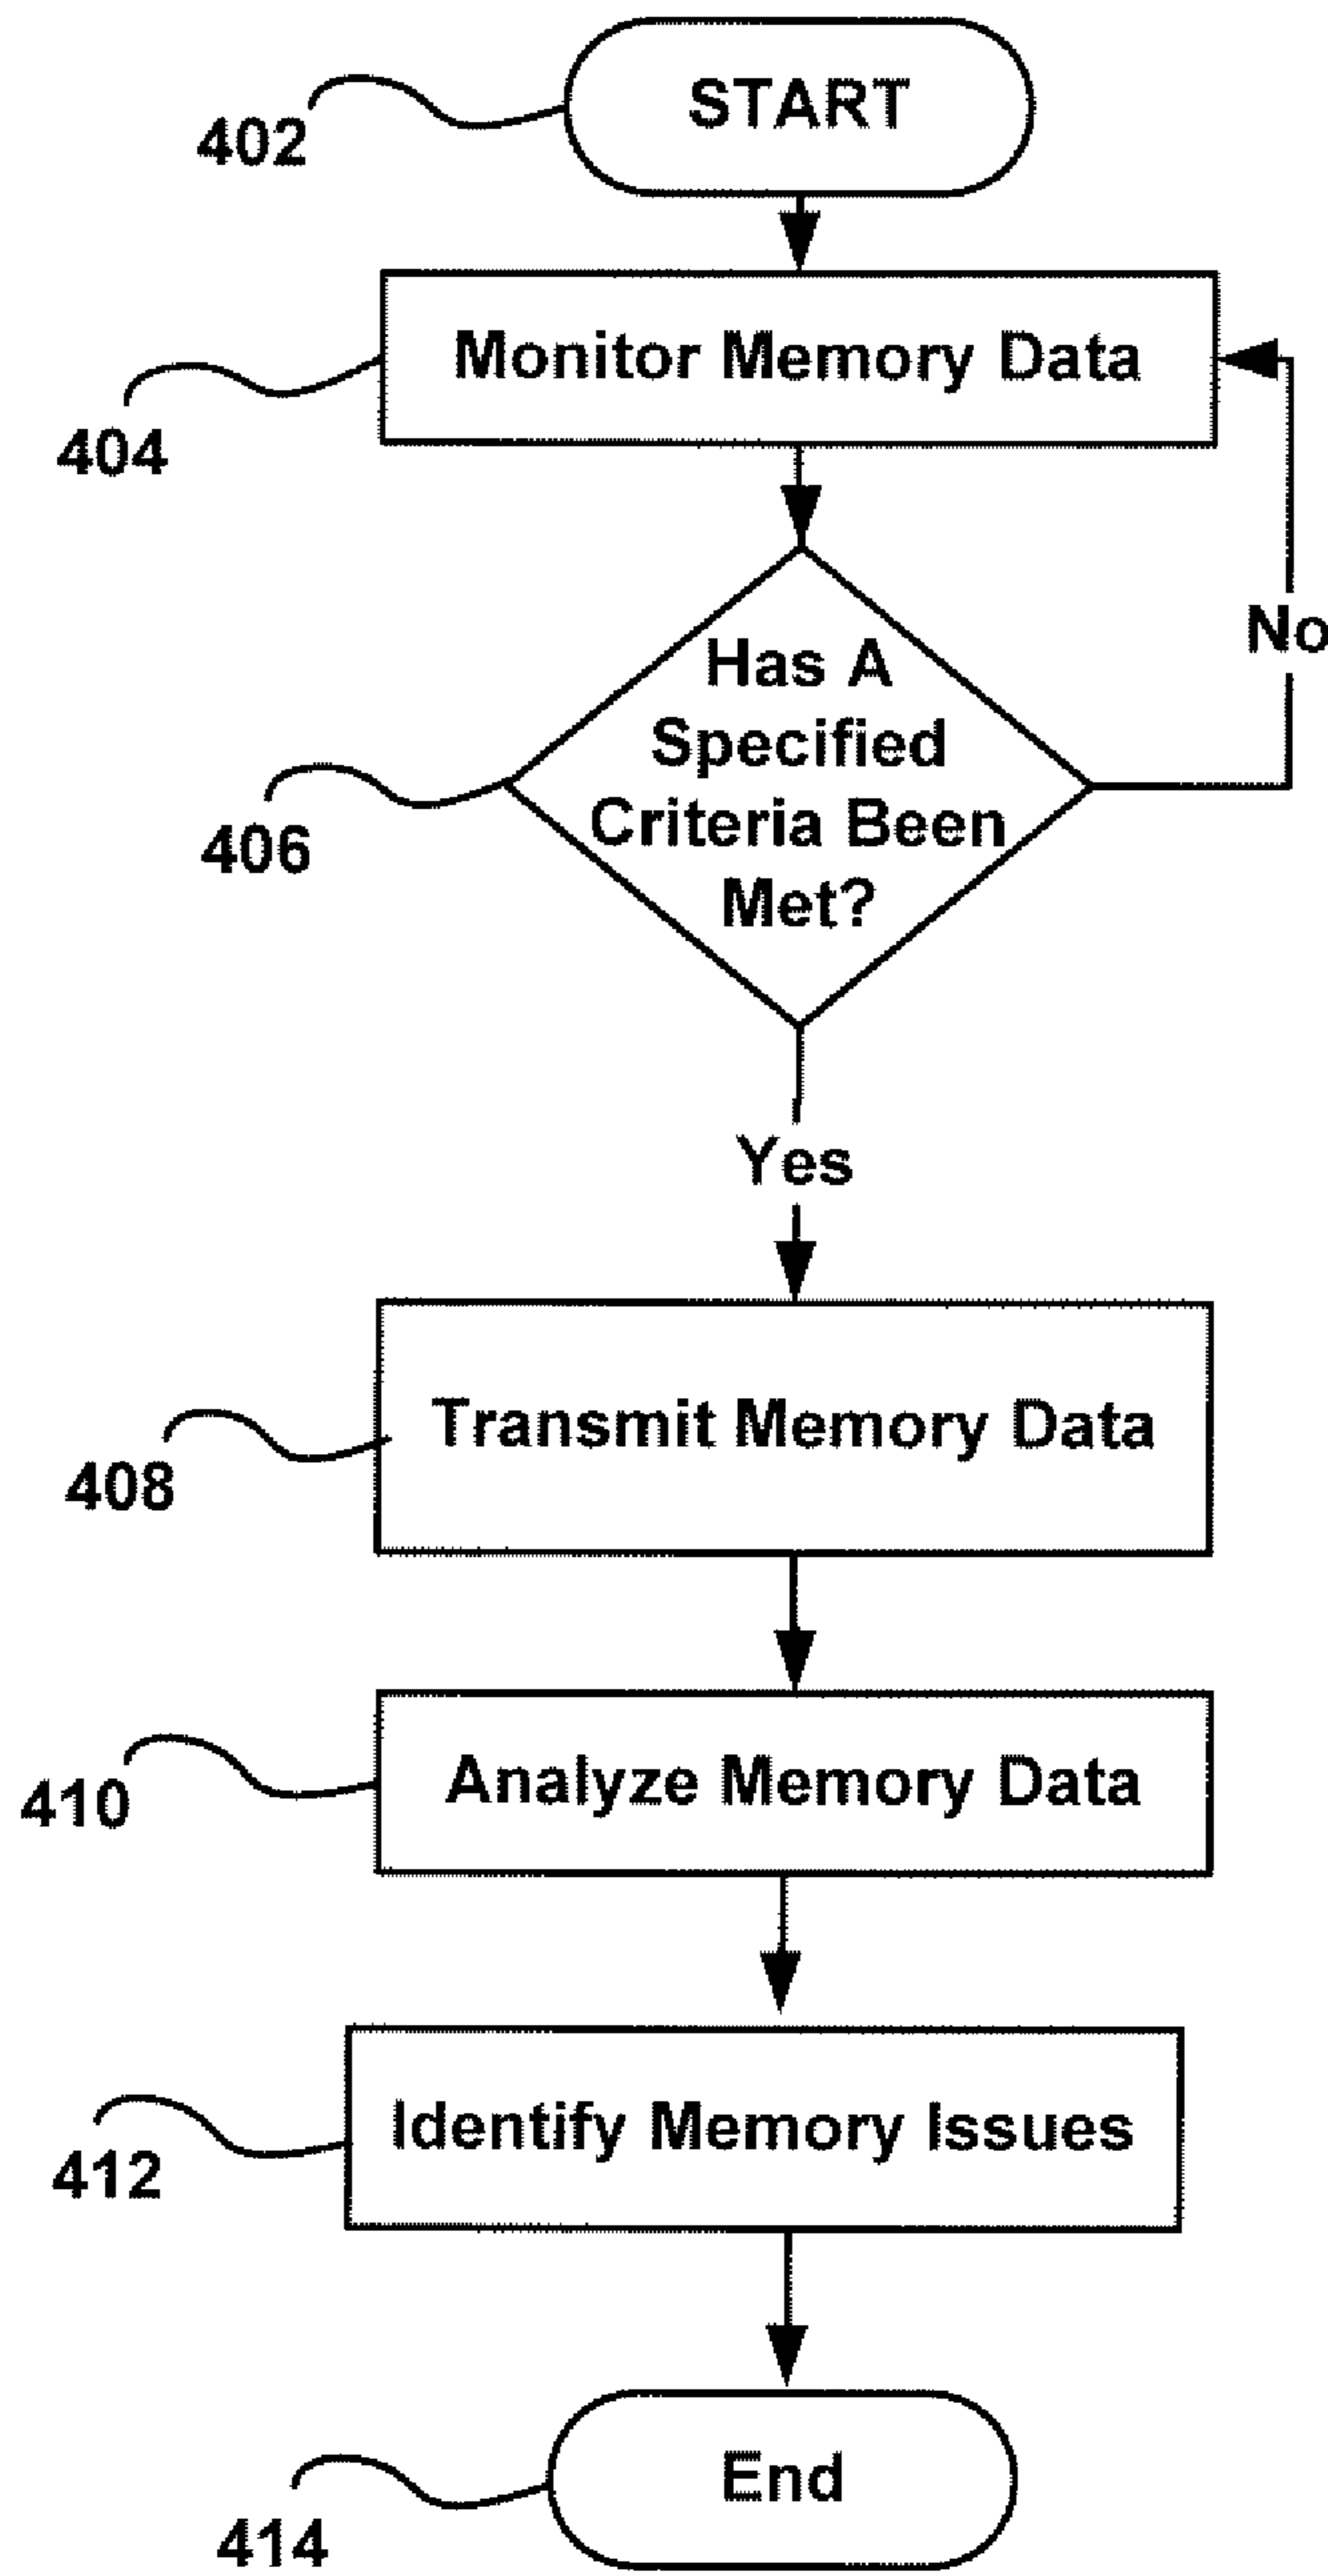 START
402
Monitor Memory Data
404
Has A
Specified
Criteria Been
Met?
No
406
Yes
Transmit Memory Data
408
Analyze Memory Data
410
Identify Memory Issues
412
End
414